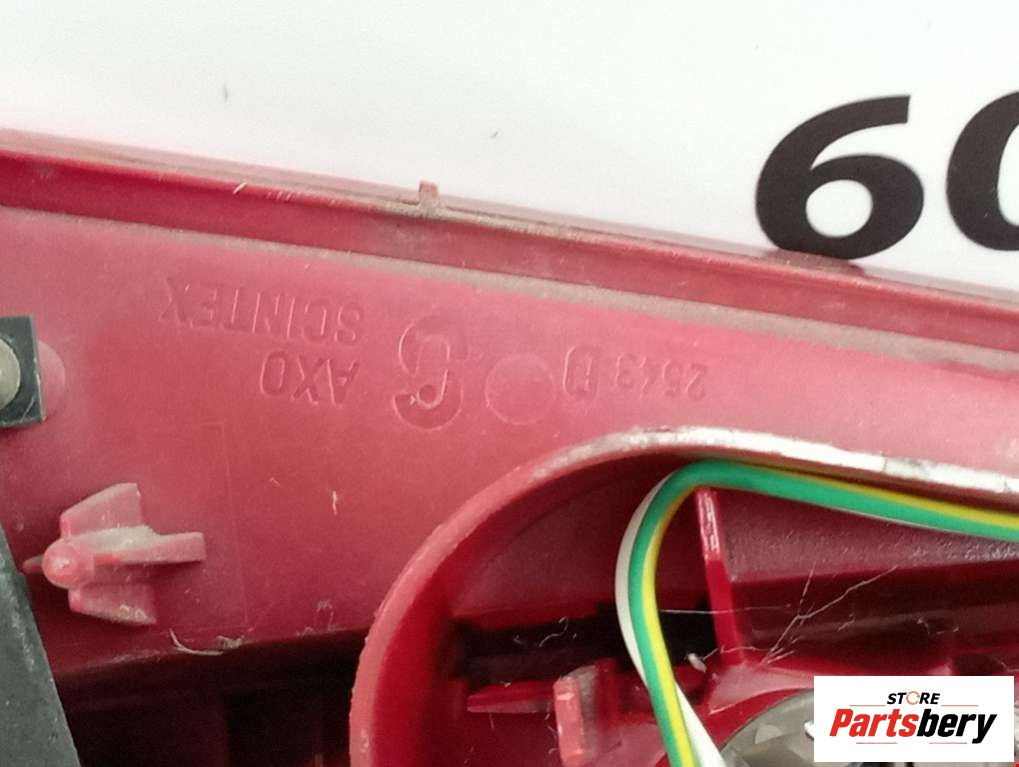 60
AXO
SCINTEX
2543 D
STORE
Partsbery